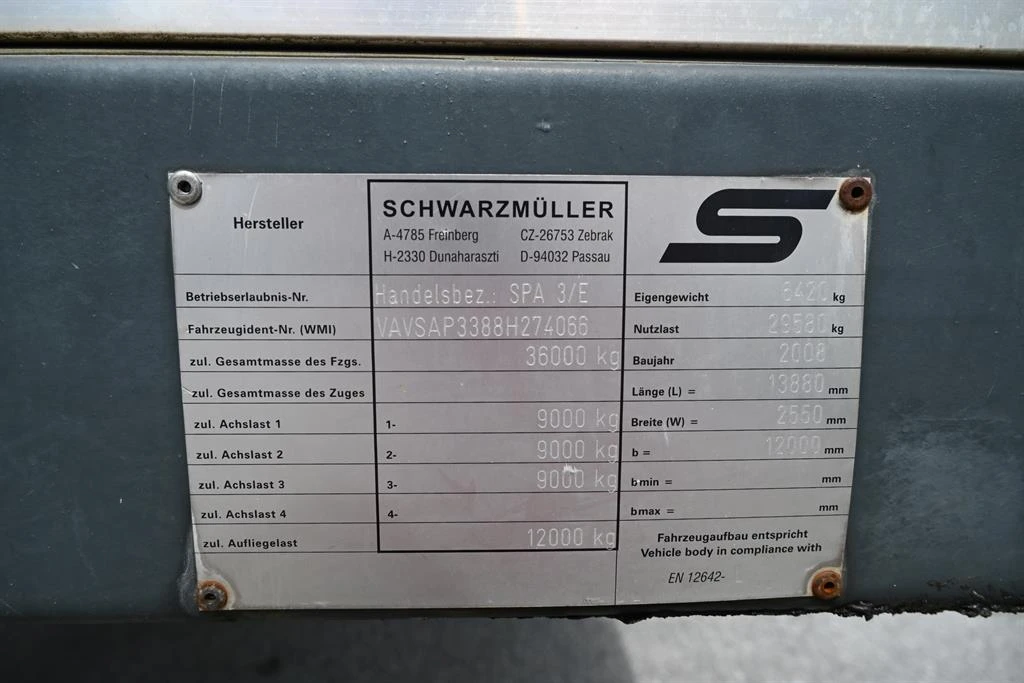 Hersteller
SCHWARZMÜLLER
A-4785 Freinberg CZ-26753 Zebrak
H-2330 Dunaharaszti D-94032 Passau
S
Betriebserlaubnis-Nr. Handelsbez.: SPA 3/E Eigengewicht 6420 kg
Fahrzeugident-Nr. (WMI) VAVSAP3388H274066 Nutzlast 29580 kg
zul. Gesamtmasse des Fzgs. 36000 kg Baujahr 2008
zul. Gesamtmasse des Zuges Länge (L) = 13880 mm
zul. Achslast 1 1- 9000 kg Breite (W) = 2550 mm
zul. Achslast 2 2- 9000 kg b = 12000 mm
zul. Achslast 3 3- 9000 kg bmin = mm
zul. Achslast 4 4- bmax = mm
zul. Aufliegelast 12000 kg Fahrzeugaufbau entspricht
Vehicle body in compliance with
EN 12642-